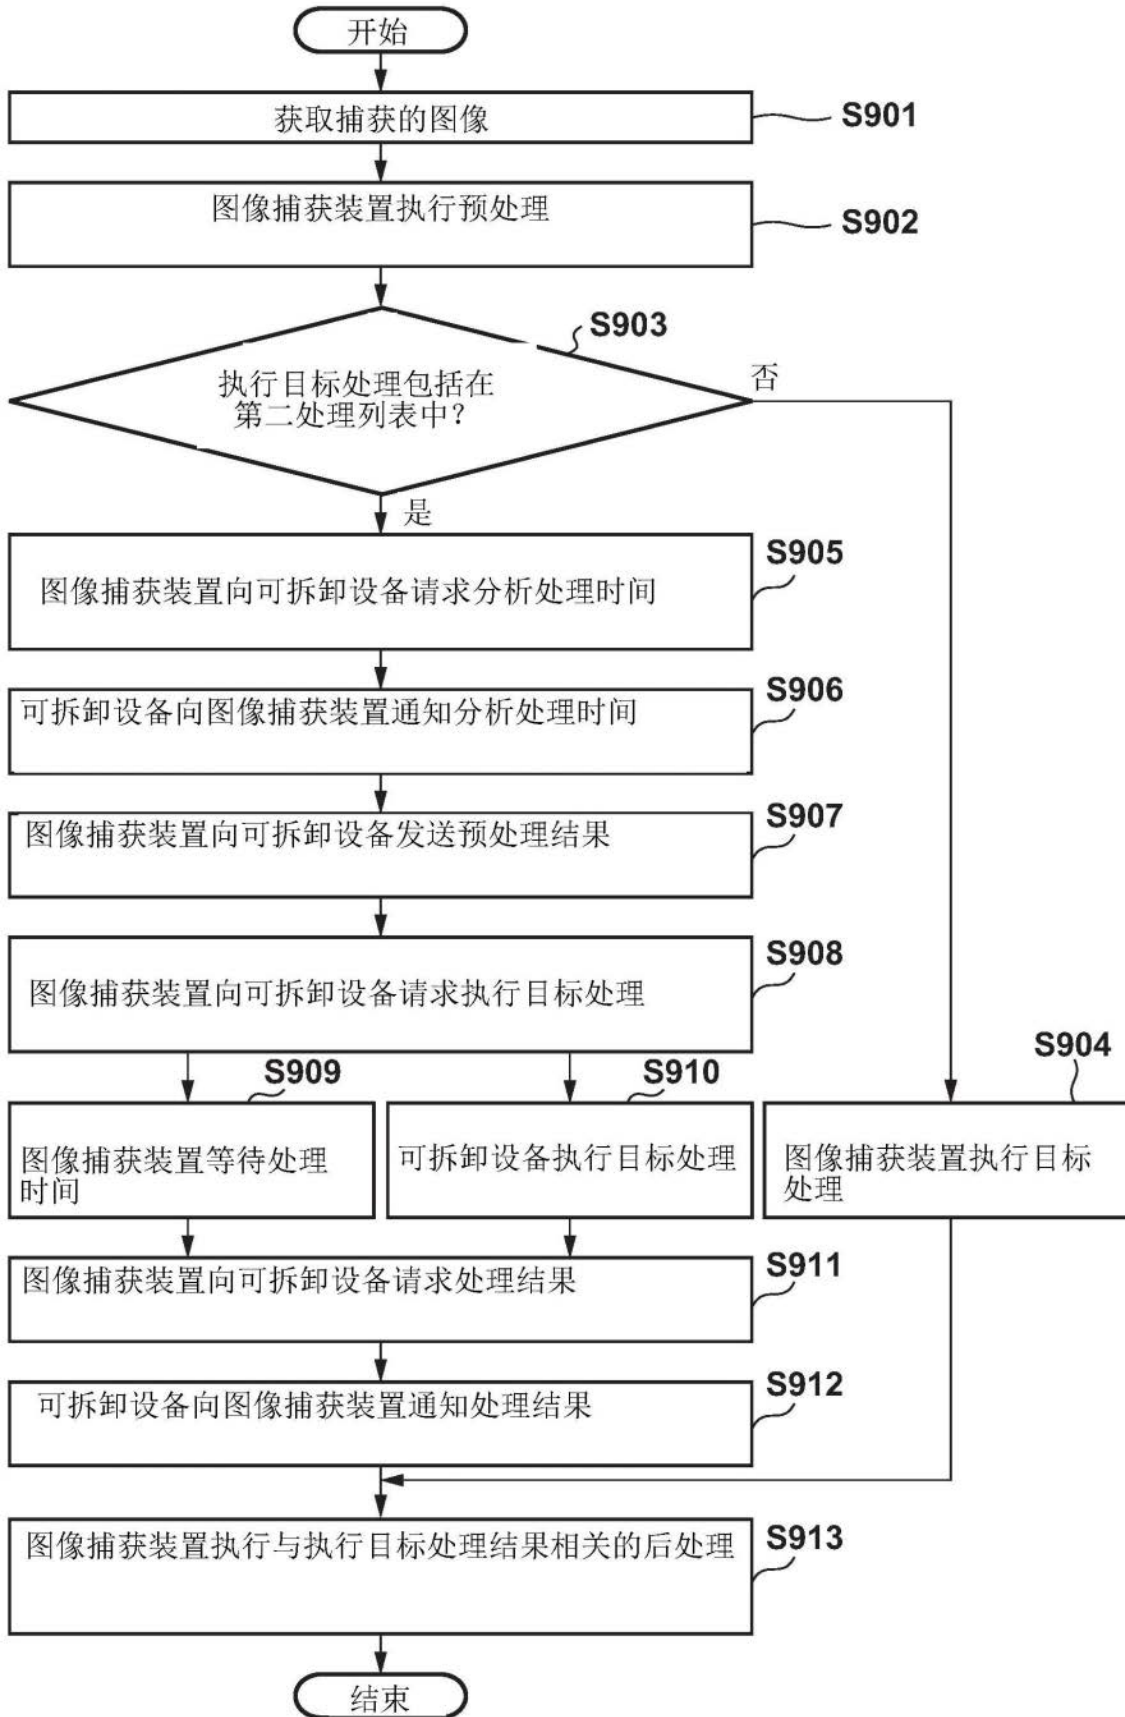 开始
获取捕获的图像
S901
图像捕获装置执行预处理
S902
S903
执行目标处理包括在
第二处理列表中?
否
是
S905
图像捕获装置向可拆卸设备请求分析处理时间
S906
可拆卸设备向图像捕获装置通知分析处理时间
S907
图像捕获装置向可拆卸设备发送预处理结果
S908
图像捕获装置向可拆卸设备请求执行目标处理
S909
图像捕获装置等待处理
时间
S910
可拆卸设备执行目标处理
S904
图像捕获装置执行目标
处理
S911
图像捕获装置向可拆卸设备请求处理结果
S912
可拆卸设备向图像捕获装置通知处理结果
S913
图像捕获装置执行与执行目标处理结果相关的后处理
结束